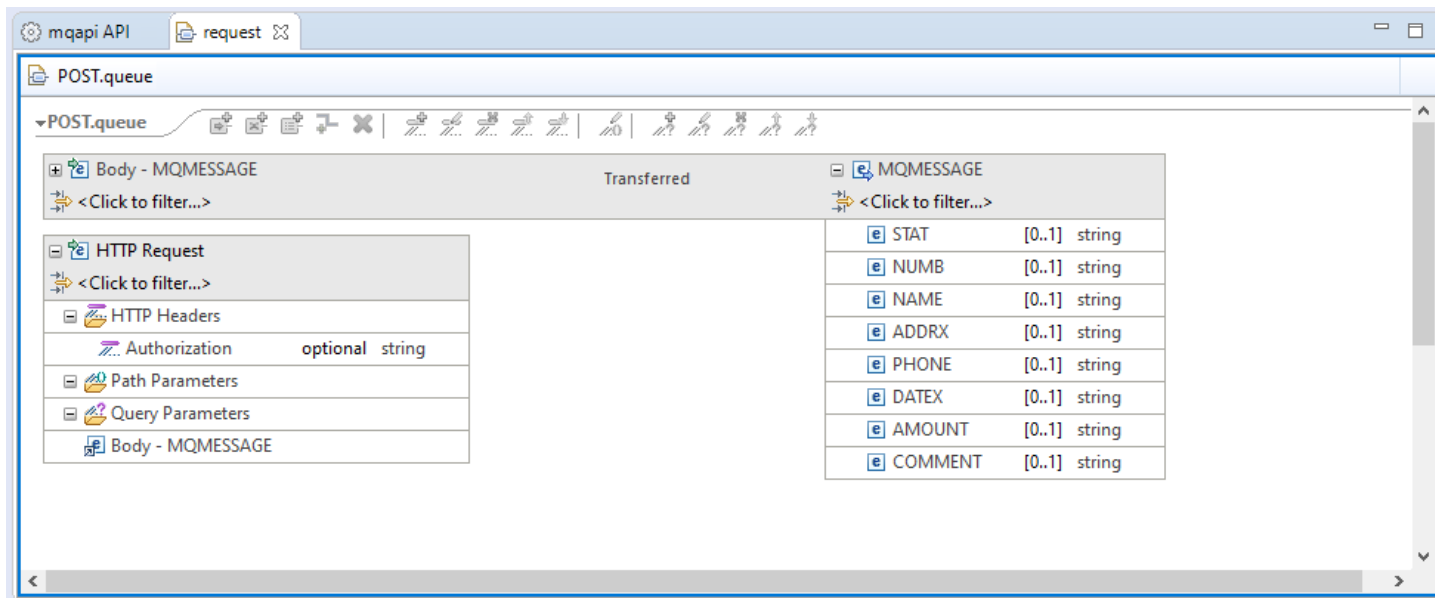 mqapi API
request
POST.queue
POST.queue
Body - MQMESSAGE
Transferred
MQMESSAGE
<Click to filter...>
<Click to filter...>
HTTP Request
<Click to filter...>
HTTP Headers
Authorization optional string
Path Parameters
Query Parameters
Body - MQMESSAGE
STAT [0..1] string
NUMB [0..1] string
NAME [0..1] string
ADDRX [0..1] string
PHONE [0..1] string
DATEX [0..1] string
AMOUNT [0..1] string
COMMENT [0..1] string